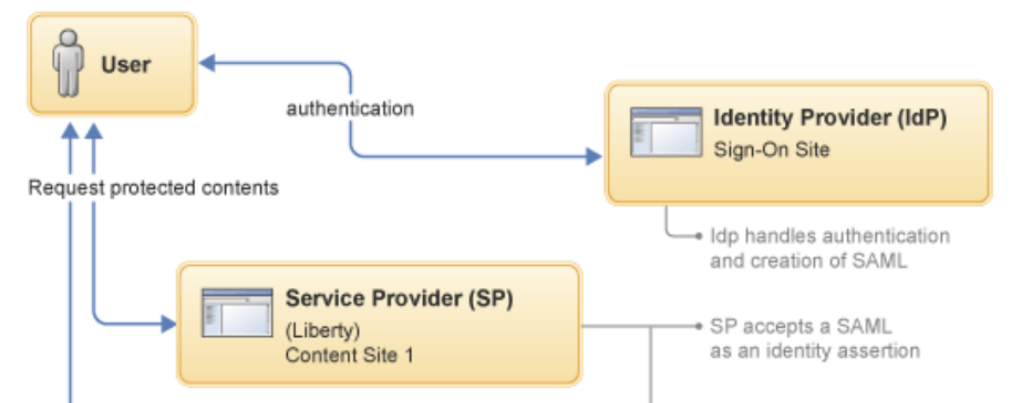 User
authentication
Identity Provider (IdP)
Sign-On Site
Request protected contents
Idp handles authentication
and creation of SAML
Service Provider (SP)
(Liberty)
Content Site 1
SP accepts a SAML
as an identity assertion